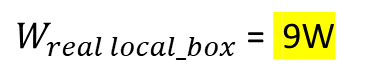 W_real local_box = 9W